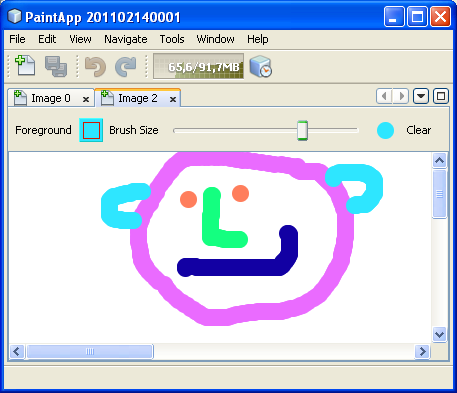 PaintApp 201102140001
File Edit View Navigate Tools Window Help
65,6/91,7MB
Image 0 Image 2
Foreground Brush Size Clear